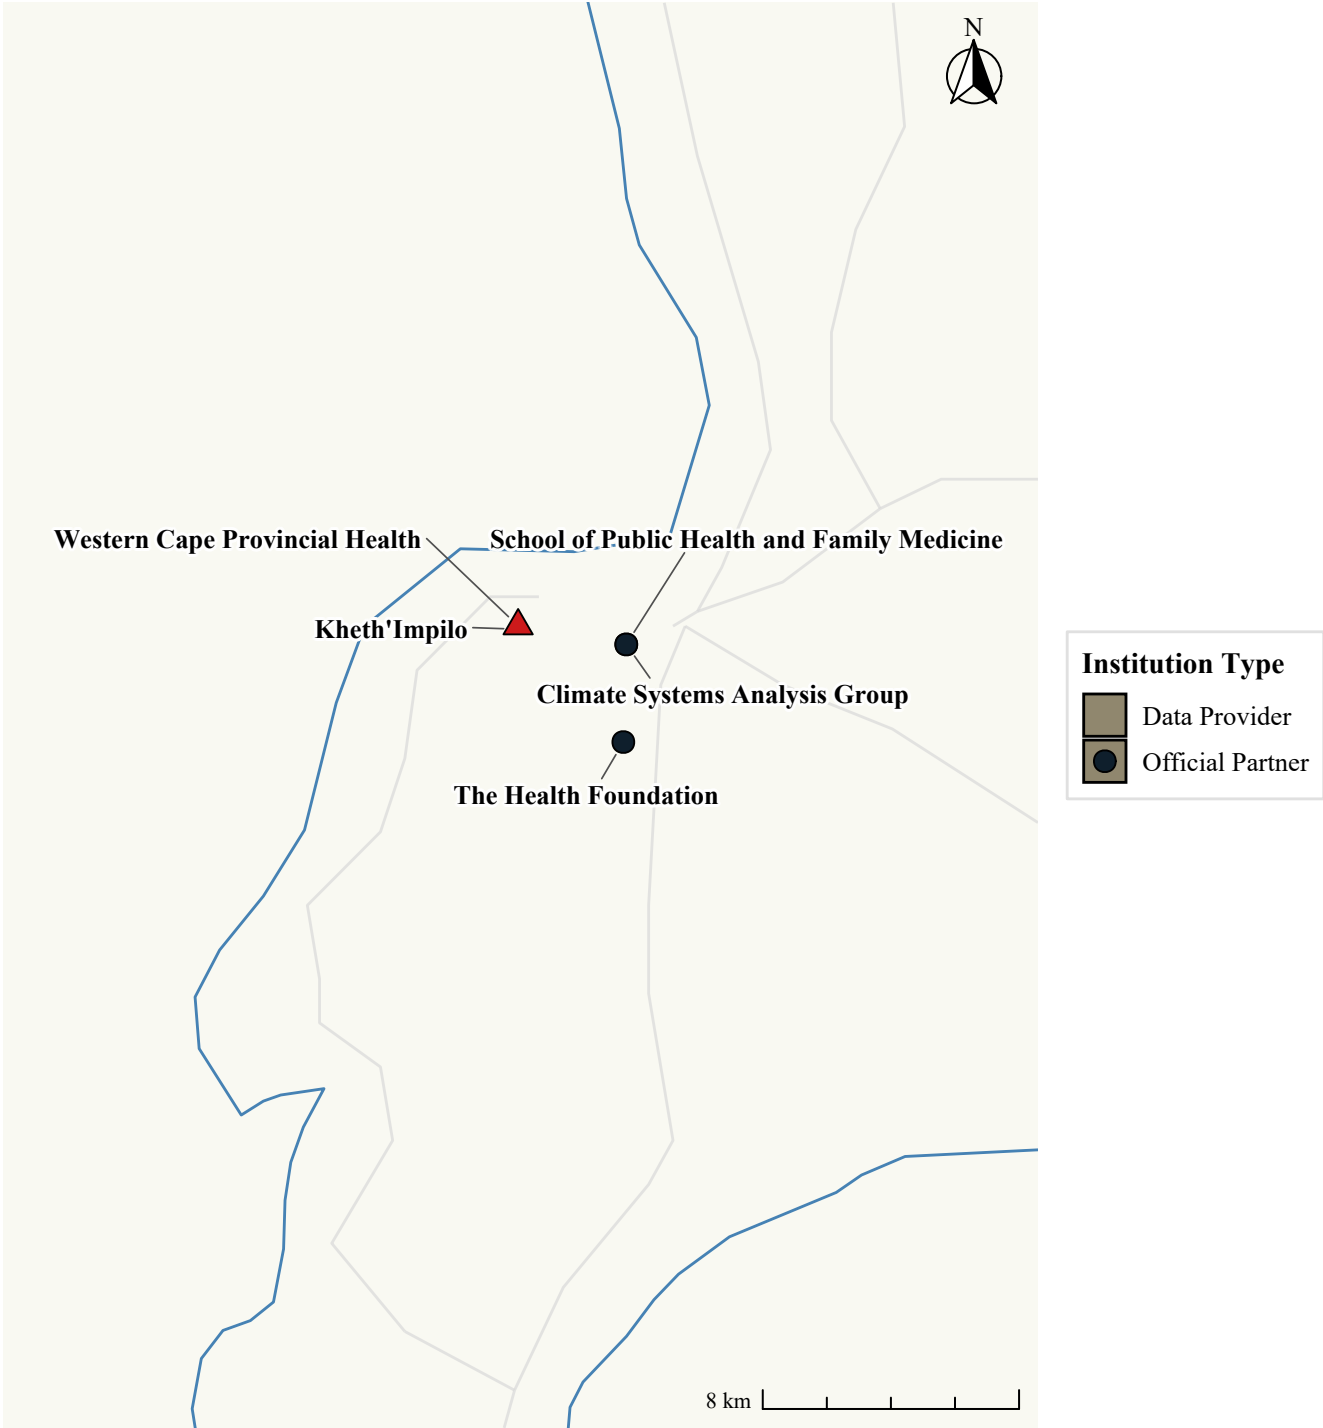 N
Western Cape Provincial Health
School of Public Health and Family Medicine
Kheth'Impilo
Climate Systems Analysis Group
The Health Foundation
Institution Type
Data Provider
Official Partner
8 km